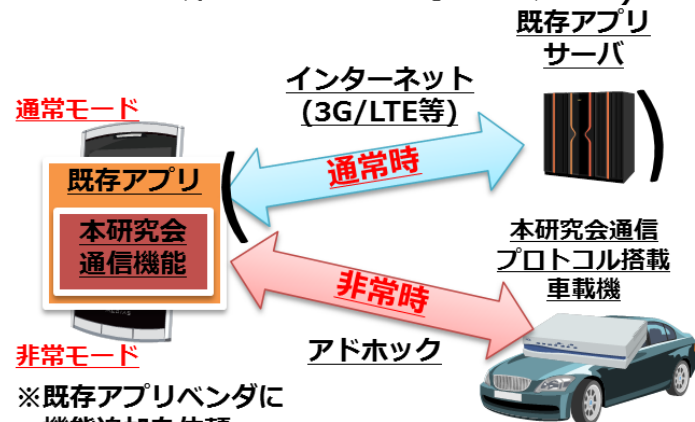 既存アプリ
サーバ
インターネット
(3G/LTE等)
通常モード
通常時
既存アプリ
本研究会
通信機能
本研究会通信
プロトコル搭載
車載機
非常時
非常モード
アドホック
※既存アプリベンダに